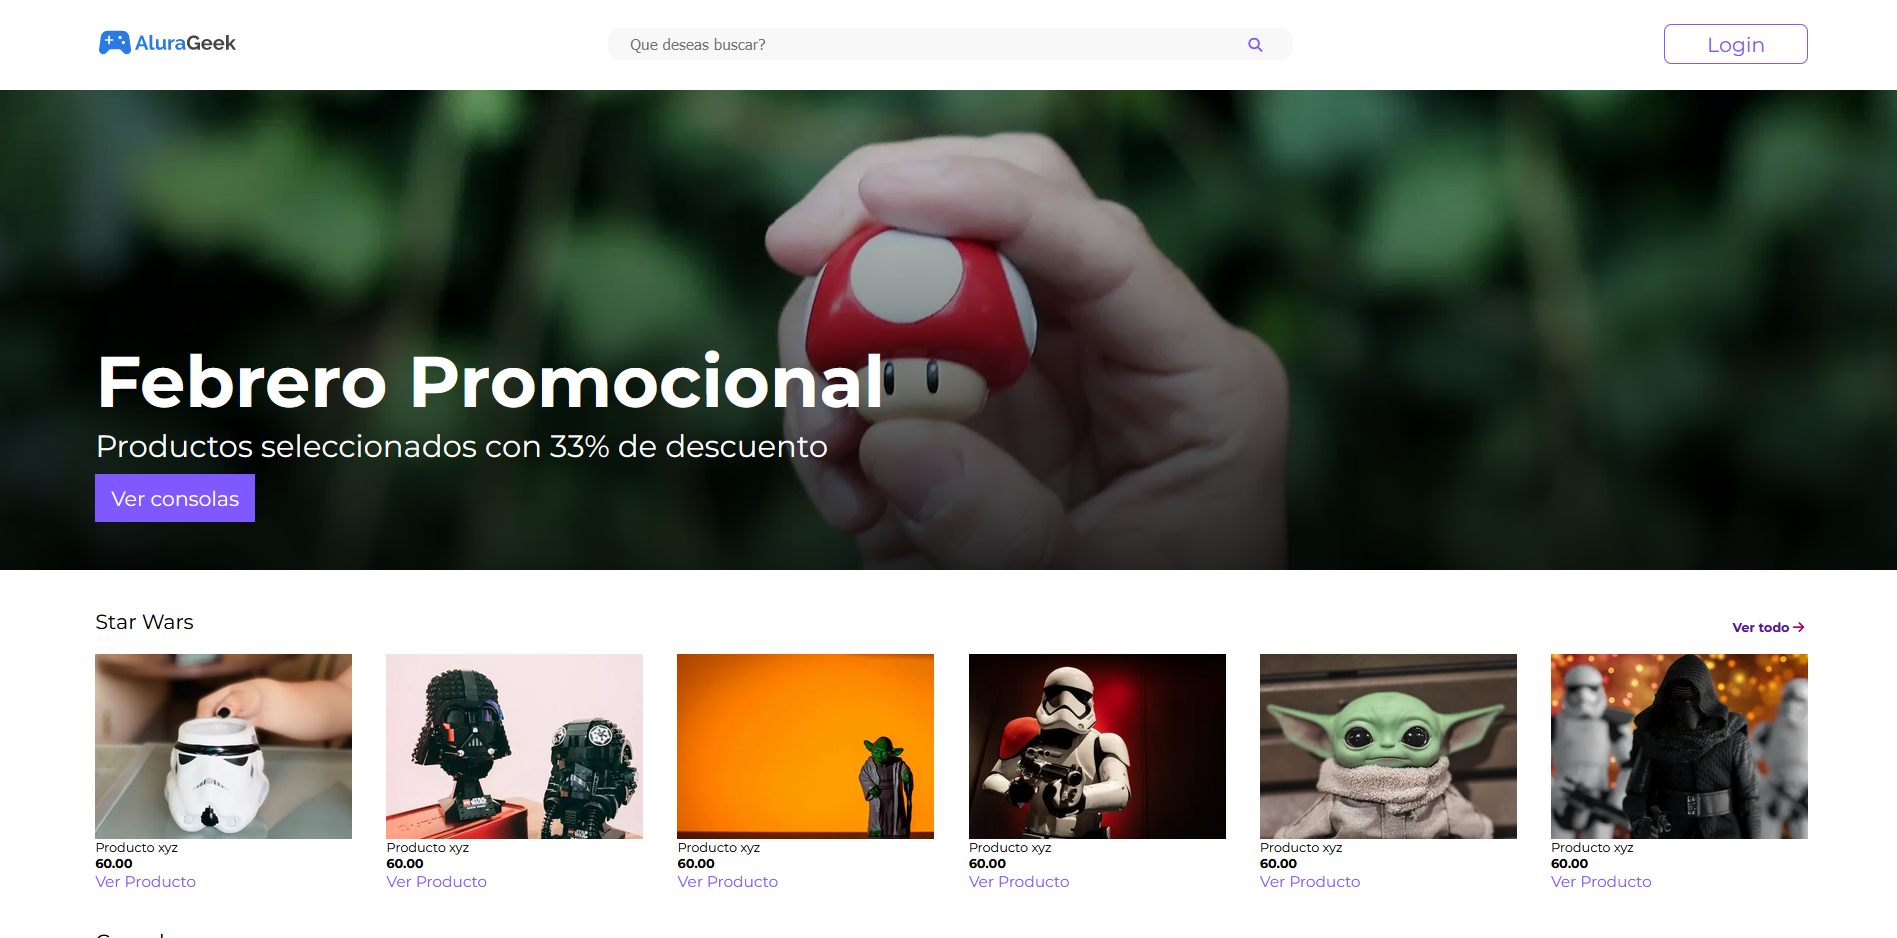 AluraGeek
Que deseas buscar?
Login
Febrero Promocional
Productos seleccionados con 33% de descuento
Ver consolas
Star Wars
Ver todo
Producto xyz
60.00
Ver Producto
Producto xyz
60.00
Ver Producto
Producto xyz
60.00
Ver Producto
Producto xyz
60.00
Ver Producto
Producto xyz
60.00
Ver Producto
Producto xyz
60.00
Ver Producto